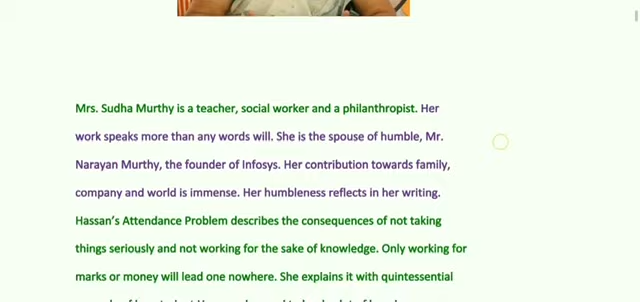 Mrs. Sudha Murthy is a teacher, social worker and a philanthropist. Her
work speaks more than any words will. She is the spouse of humble, Mr.
Narayan Murthy, the founder of Infosys. Her contribution towards family,
company and world is immense. Her humbleness reflects in her writing.
Hassan's Attendance Problem describes the consequences of not taking
things seriously and not working for the sake of knowledge. Only working for
marks or money will lead one nowhere. She explains it with quintessential